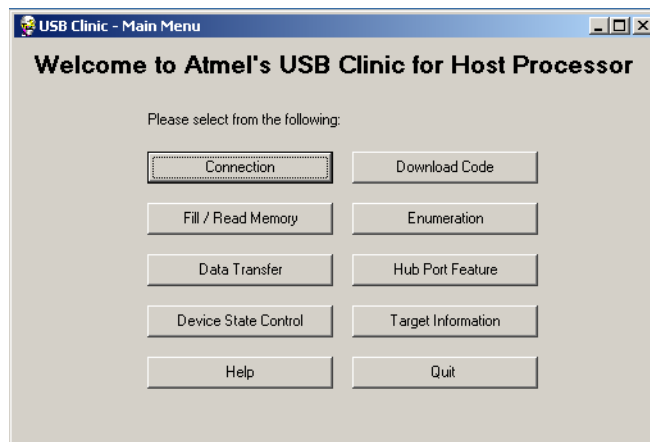 USB Clinic - Main Menu
Welcome to Atmel's USB Clinic for Host Processor
Please select from the following:
Connection
Download Code
Fill / Read Memory
Enumeration
Data Transfer
Hub Port Feature
Device State Control
Target Information
Help
Quit